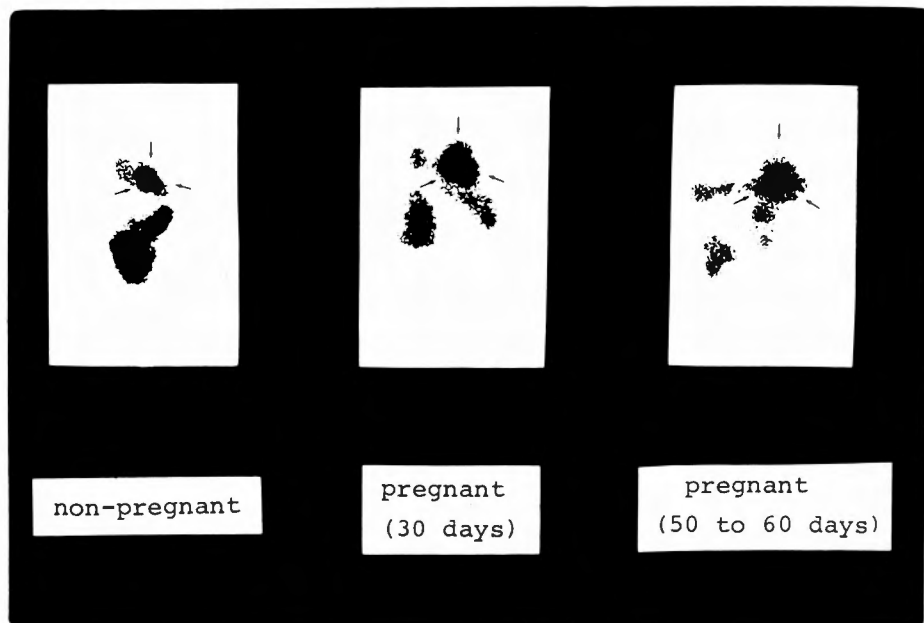 non-pregnant
pregnant
(30 days)
pregnant
(50 to 60 days)